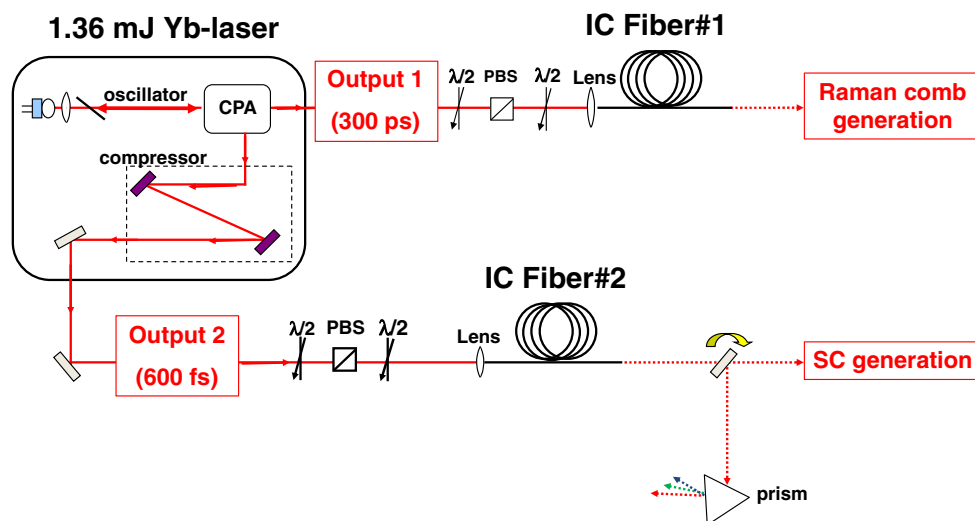 1.36 mJ Yb-laser
IC Fiber#1
oscillator
CPA
Output 1
(300 ps)
λ/2
PBS
λ/2
Lens
Raman comb
generation
compressor
IC Fiber#2
Output 2
(600 fs)
λ/2
PBS
λ/2
Lens
SC generation
prism